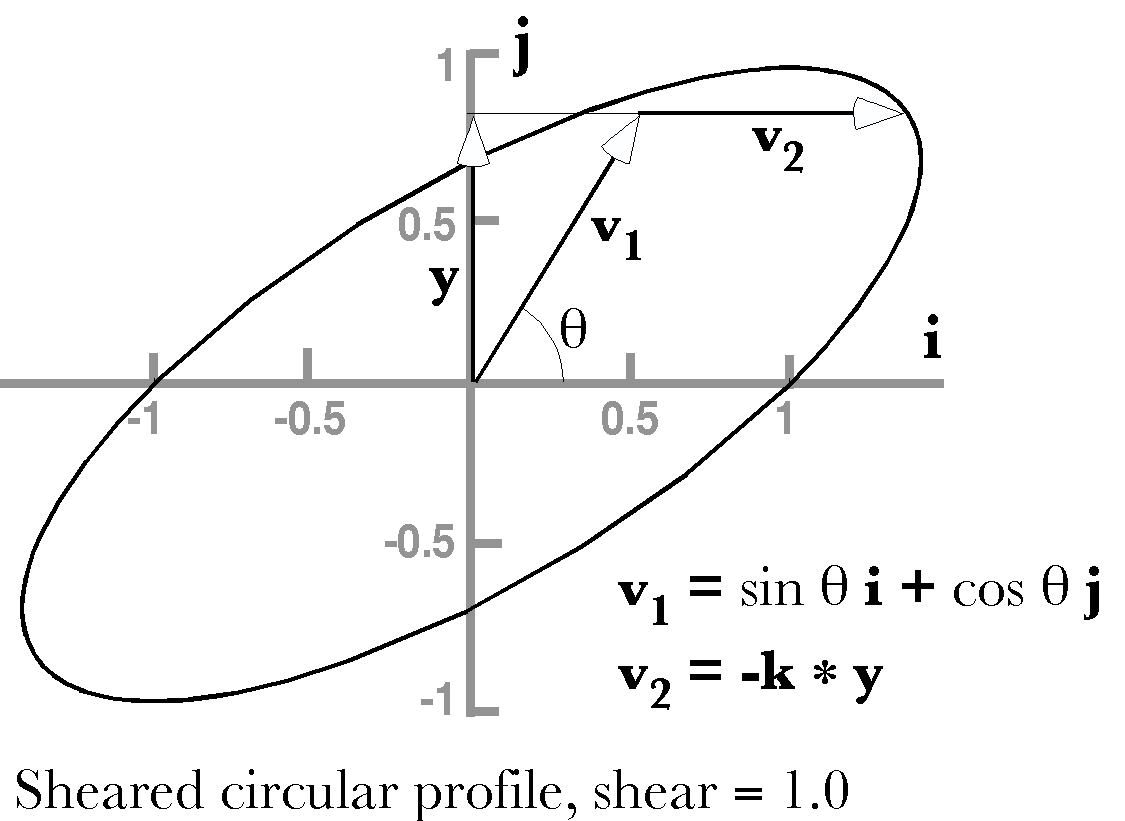 1 j
v2
0.5 v1
y
θ
i
-1 -0.5 0.5 1
-0.5
v1 = sin θ i + cos θ j
v2 = -k * y
-1
Sheared circular profile, shear = 1.0